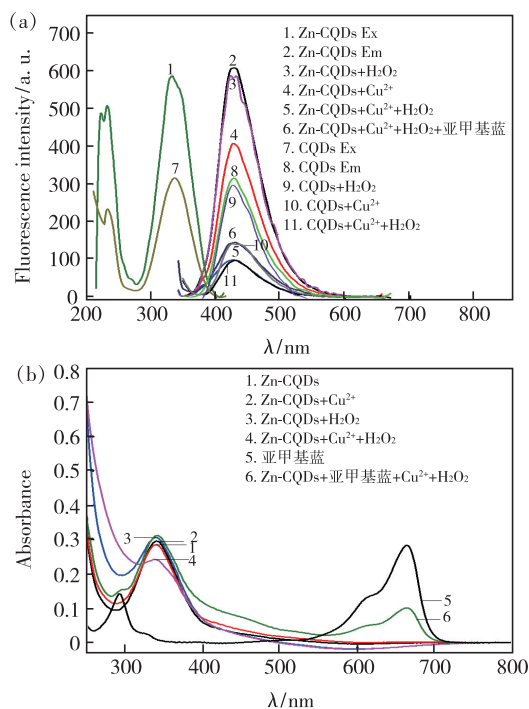 (a)
700
600
500
400
300
200
100
0
Fluorescence intensity/a. u.
200 300 400 500 600 700 800
λ/nm
1
2
3
4
5
6
7
8
9
10
11
1. Zn-CQDs Ex
2. Zn-CQDs Em
3. Zn-CQDs+H₂O₂
4. Zn-CQDs+Cu²⁺
5. Zn-CQDs+Cu²⁺+H₂O₂
6. Zn-CQDs+Cu²⁺+H₂O₂+亚甲基蓝
7. CQDs Ex
8. CQDs Em
9. CQDs+H₂O₂
10. CQDs+Cu²⁺
11. CQDs+Cu²⁺+H₂O₂
(b)
0.8
0.7
0.6
0.5
0.4
0.3
0.2
0.1
0
Absorbance
300 400 500 600 700 800
λ/nm
3
2
1
4
5
6
1. Zn-CQDs
2. Zn-CQDs+Cu²⁺
3. Zn-CQDs+H₂O₂
4. Zn-CQDs+Cu²⁺+H₂O₂
5. 亚甲基蓝
6. Zn-CQDs+亚甲基蓝+Cu²⁺+H₂O₂